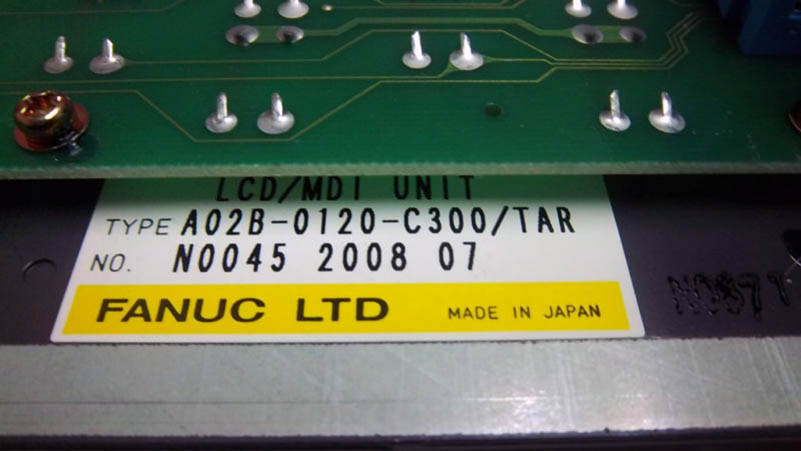 LCD/MDI UNIT
TYPE A02B-0120-C300/TAR
NO. N0045 2008 07
FANUC LTD MADE IN JAPAN